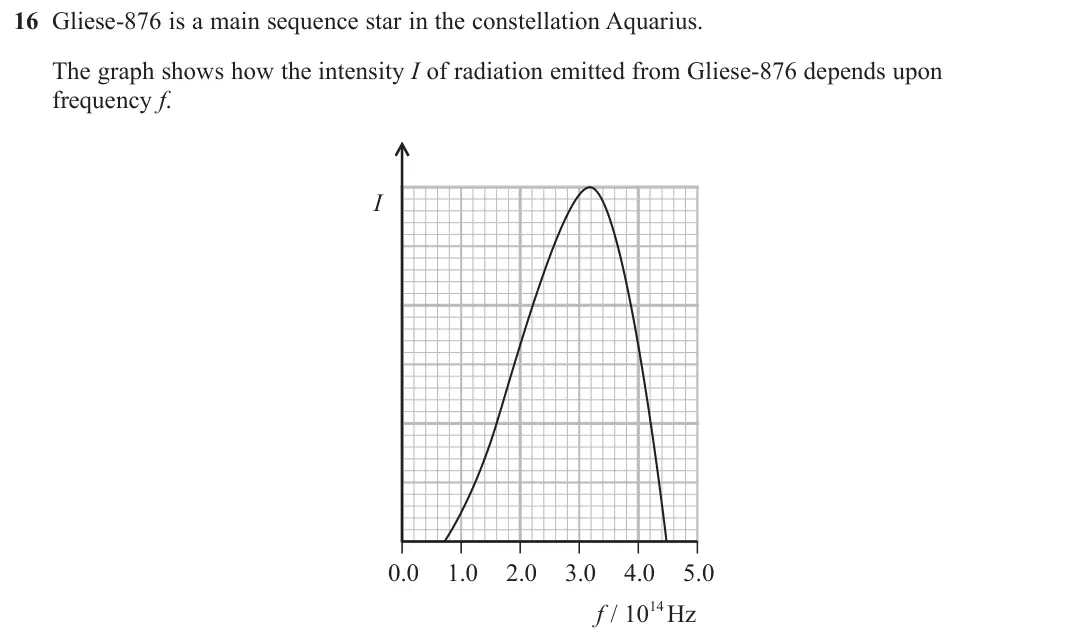 16 Gliese-876 is a main sequence star in the constellation Aquarius.
The graph shows how the intensity I of radiation emitted from Gliese-876 depends upon
frequency f.
I
0.0 1.0 2.0 3.0 4.0 5.0
f / 10¹⁴ Hz